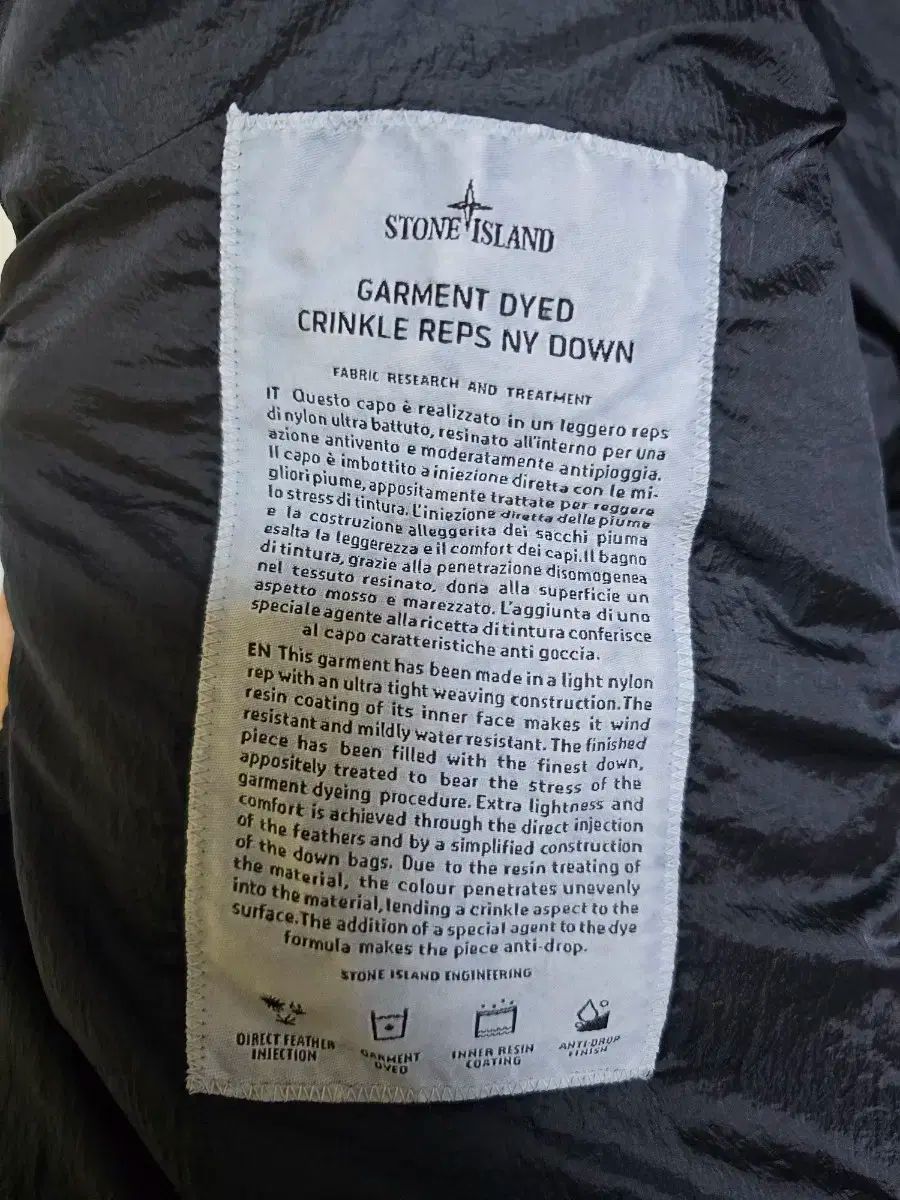 STONE ISLAND
GARMENT DYED
CRINKLE REPS NY DOWN
FABRIC RESEARCH AND TREATMENT
IT Questo capo è realizzato in un leggero reps
di nylon ultra battuto, resinato all'interno per una
azione antivento e moderatamente antipioggia.
Il capo è imbottito a iniezione diretta con le mi-
gliori piume, appositamente trattate per reggere
lo stress di tintura. L'iniezione diretta delle piume
e la costruzione alleggerita dei sacchi piuma
esalta la leggerezza e il comfort dei capi. Il bagno
di tintura, grazie alla penetrazione disomogenea
nel tessuto resinato, dona alla superficie un
aspetto mosso e marezzato. L'aggiunta di uno
speciale agente alla ricetta di tintura conferisce
al capo caratteristiche anti goccia.
EN This garment has been made in a light nylon
rep with an ultra tight weaving construction. The
resin coating of its inner face makes it wind
resistant and mildly water resistant. The finished
piece has been filled with the finest down,
appositely treated to bear the stress of the
garment dyeing procedure. Extra lightness and
comfort is achieved through the direct injection
of the feathers and by a simplified construction
of the down bags. Due to the resin treating of
the material, the colour penetrates unevenly
into the material, lending a crinkle aspect to the
surface. The addition of a special agent to the dye
formula makes the piece anti-drop.
STONE ISLAND ENGINEERING
DIRECT FEATHER
INJECTION
GARMENT
DYED
INNER RESIN
COATING
ANTI-DROP
FINISH